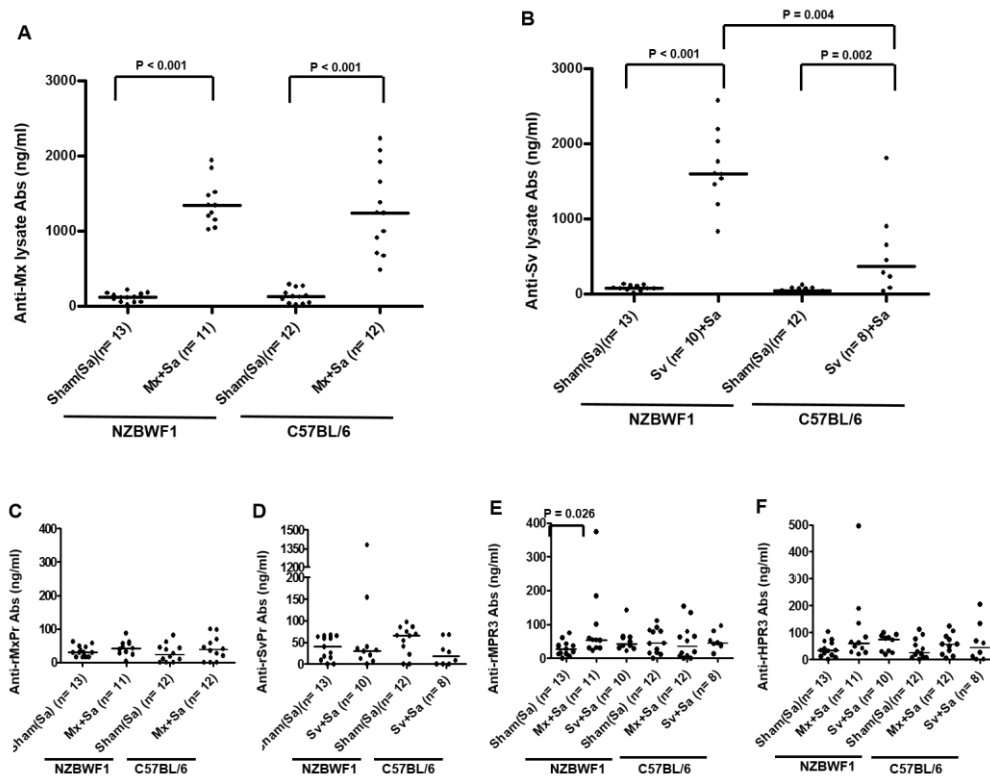 A
P < 0.001
P < 0.001
Anti-Mx lysate Abs (ng/ml)
3000
2000
1000
0
Sham(Sa)(n= 13)
Mx+Sa (n= 11)
Sham(Sa)(n= 12)
Mx+Sa (n= 12)
NZBWF1
C57BL/6
B
P = 0.004
P < 0.001
P = 0.002
Anti-Sv lysate Abs (ng/ml)
3000
2000
1000
0
Sham(Sa)(n= 13)
Sv (n= 10)+Sa
Sham(Sa)(n= 12)
Sv (n= 8)+Sa
NZBWF1
C57BL/6
C
Anti-rMxPr Abs (ng/ml)
400
300
200
100
0
Sham(Sa) (n= 13)
Mx+Sa (n= 11)
Sham(Sa) (n= 12)
Mx+Sa (n= 12)
NZBWF1
C57BL/6
D
Anti-rSvPr Abs (ng/ml)
1500
1350
1200
200
150
100
50
0
Sham(Sa)(n= 13)
Sv+Sa (n= 10)
Sham(Sa)(n= 12)
Sv+Sa (n= 8)
NZBWF1
C57BL/6
E
P = 0.026
Anti-rMPR3 Abs (ng/ml)
400
300
200
100
0
Sham(Sa) (n= 13)
Mx+Sa (n= 11)
Sv+Sa (n= 10)
Sham(Sa) (n= 12)
Mx+Sa (n= 12)
Sv+Sa (n= 8)
NZBWF1
C57BL/6
F
Anti-rHPR3 Abs (ng/ml)
500
400
300
200
100
0
Sham(Sa) (n= 13)
Mx+Sa (n= 11)
Sv+Sa (n= 10)
Sham(Sa) (n= 12)
Mx+Sa (n= 12)
Sv+Sa (n= 8)
NZBWF1
C57BL/6